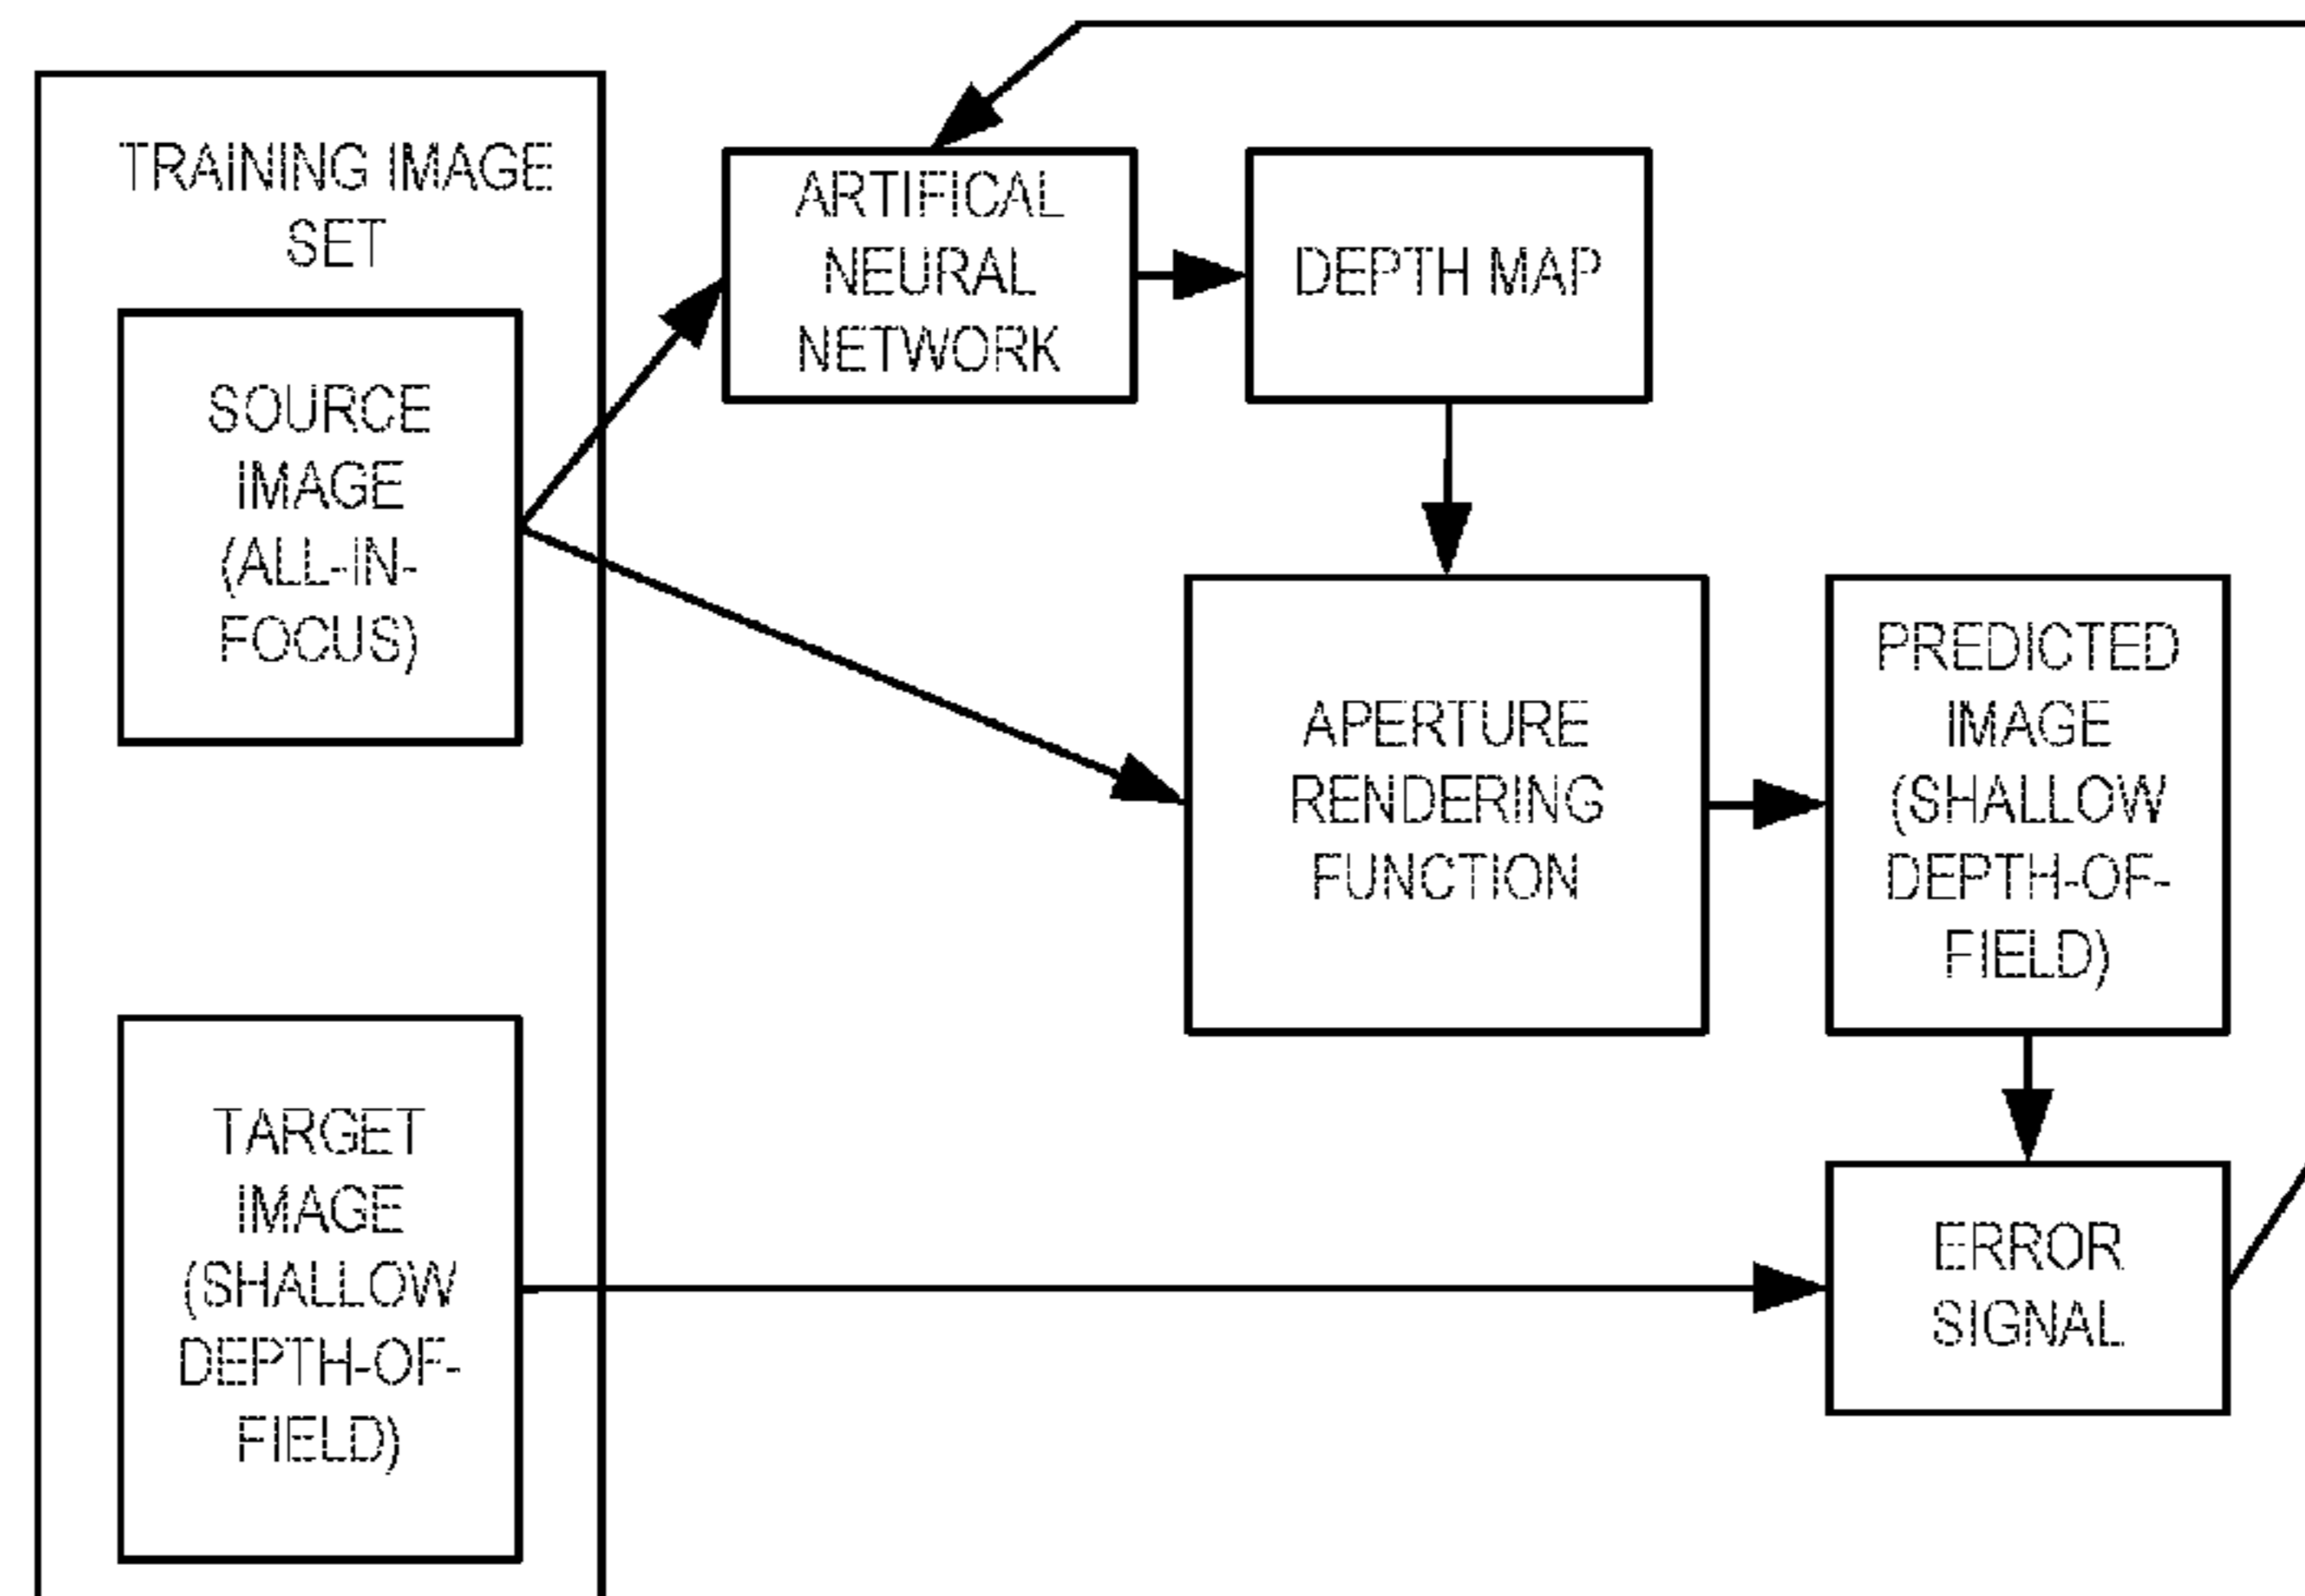 TRAINING IMAGE
SET
SOURCE
IMAGE
(ALL-IN-
FOCUS)
TARGET
IMAGE
(SHALLOW
DEPTH-OF-
FIELD)
ARTIFICAL
NEURAL
NETWORK
DEPTH MAP
APERTURE
RENDERING
FUNCTION
PREDICTED
IMAGE
(SHALLOW
DEPTH-OF-
FIELD)
ERROR
SIGNAL